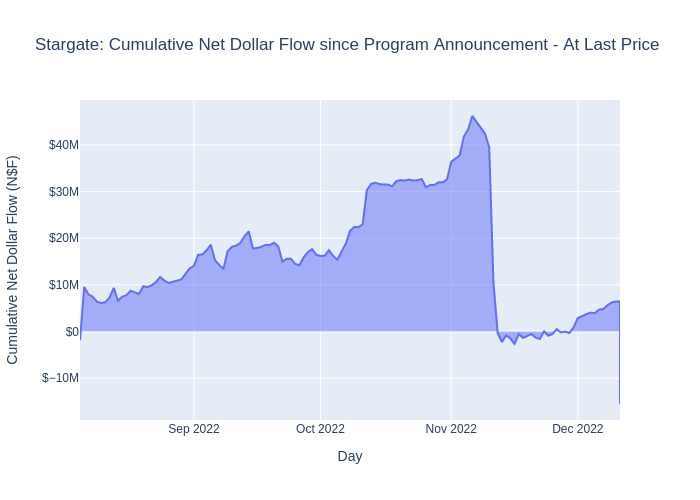 Stargate: Cumulative Net Dollar Flow since Program Announcement - At Last Price
Cumulative Net Dollar Flow (N$F)
$40M
$30M
$20M
$10M
$0
$−10M
Sep 2022
Oct 2022
Nov 2022
Dec 2022
Day